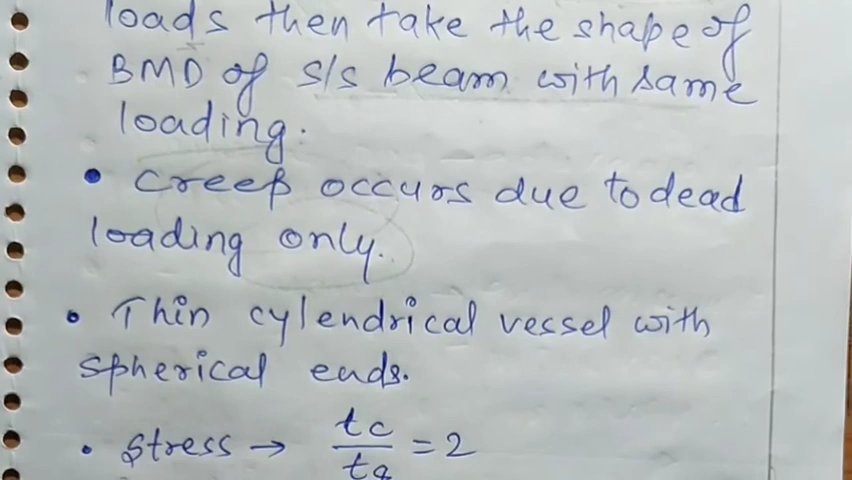 loads then take the shape of
BMD of s/s beam with same
loading.
• Creep occurs due to dead
loading only.
• Thin cylendrical vessel with
spherical ends.
• Stress → tc/ts = 2